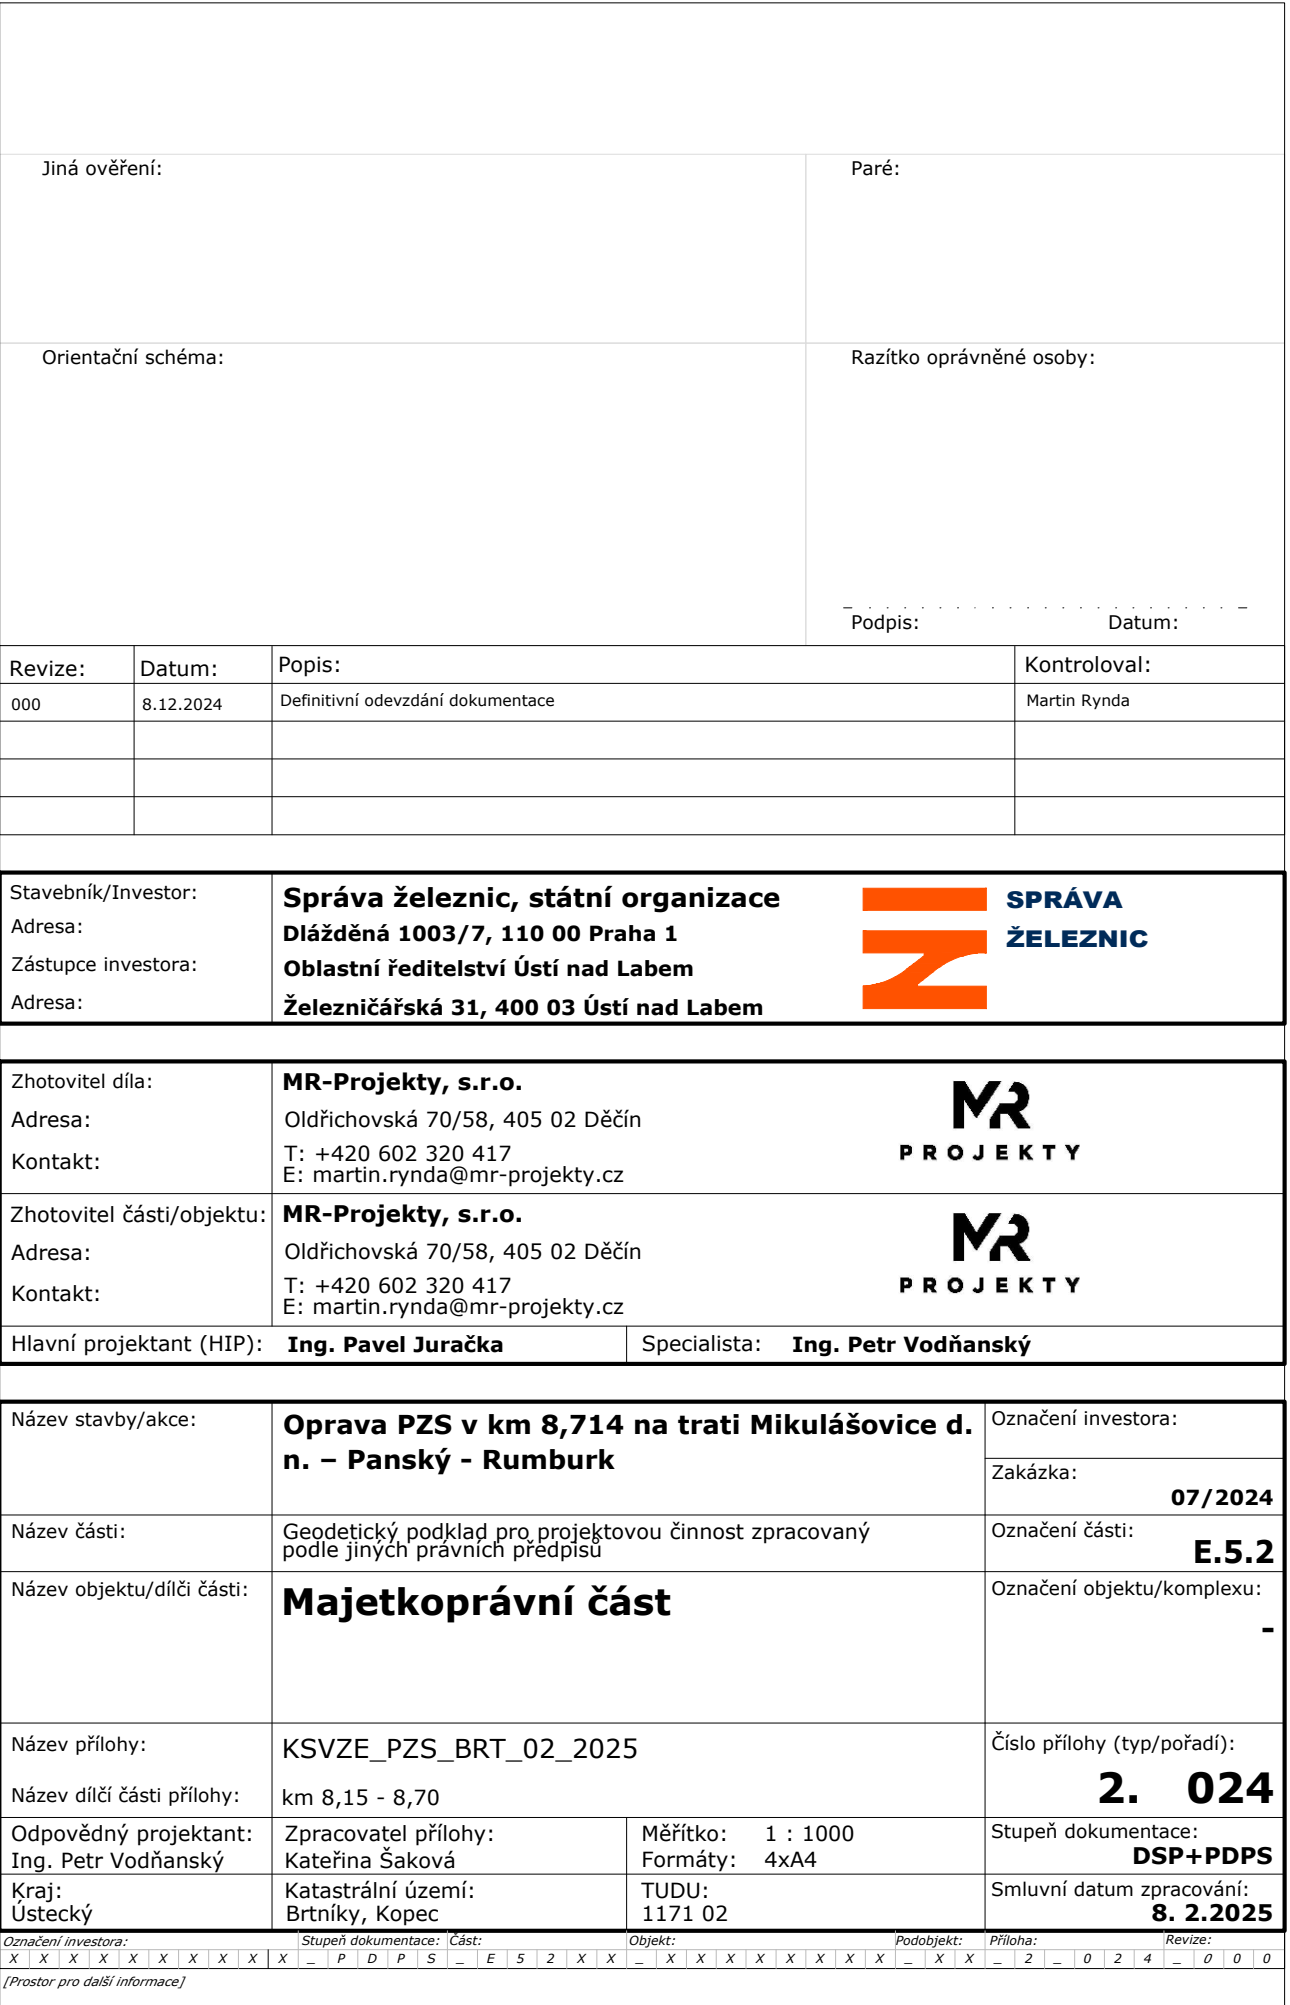 Jiná ověření:
Paré:
Orientační schéma:
Razítko oprávněné osoby:
Podpis: Datum:
Revize: Datum: Popis: Kontroloval:
000 8.12.2024 Definitivní odevzdání dokumentace Martin Rynda
Stavebník/Investor: Správa železnic, státní organizace
Adresa: Dlážděná 1003/7, 110 00 Praha 1
Zástupce investora: Oblastní ředitelství Ústí nad Labem
Adresa: Železničářská 31, 400 03 Ústí nad Labem
SPRÁVA
ŽELEZNIC
Zhotovitel díla: MR-Projekty, s.r.o.
Adresa: Oldřichovská 70/58, 405 02 Děčín
Kontakt: T: +420 602 320 417
E: martin.rynda@mr-projekty.cz
MR
PROJEKTY
Zhotovitel části/objektu: MR-Projekty, s.r.o.
Adresa: Oldřichovská 70/58, 405 02 Děčín
Kontakt: T: +420 602 320 417
E: martin.rynda@mr-projekty.cz
MR
PROJEKTY
Hlavní projektant (HIP): Ing. Pavel Juračka Specialista: Ing. Petr Vodňanský
Název stavby/akce: Oprava PZS v km 8,714 na trati Mikulášovice d.
n. – Panský - Rumburk
Označení investora:
Zakázka:
07/2024
Název části: Geodetický podklad pro projektovou činnost zpracovaný
podle jiných právních předpisů
Označení části:
E.5.2
Název objektu/dílči části: Majetkoprávní část
Označení objektu/komplexu:
-
Název přílohy: KSVZE_PZS_BRT_02_2025
Název dílčí části přílohy: km 8,15 - 8,70
Číslo přílohy (typ/pořadí):
2. 024
Odpovědný projektant: Zpracovatel přílohy: Měřítko: 1 : 1000 Stupeň dokumentace:
Ing. Petr Vodňanský Kateřina Šaková Formáty: 4xA4 DSP+PDPS
Kraj: Katastrální území: TUDU: Smluvní datum zpracování:
Ústecký Brtníky, Kopec 1171 02 8. 2.2025
Označení investora: Stupeň dokumentace: Část: Objekt: Podobjekt: Příloha: Revize:
X X X X X X X X X X _ P D P S _ E 5 2 X X _ X X X X X X X X _ X X _ 2 _ 0 2 4 _ 0 0 0
[Prostor pro další informace]